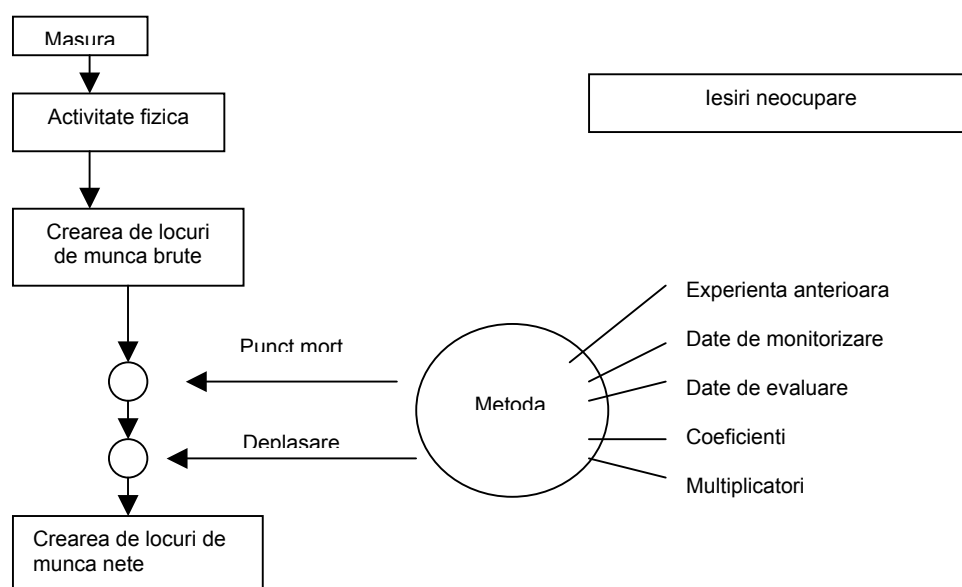 Masura
Iesiri neocupare
Activitate fizica
Crearea de locuri
de munca brute
Experienta anterioara
Punct mort
Date de monitorizare
Date de evaluare
Metoda
Deplasare
Coeficienti
Multiplicatori
Crearea de locuri de
munca nete